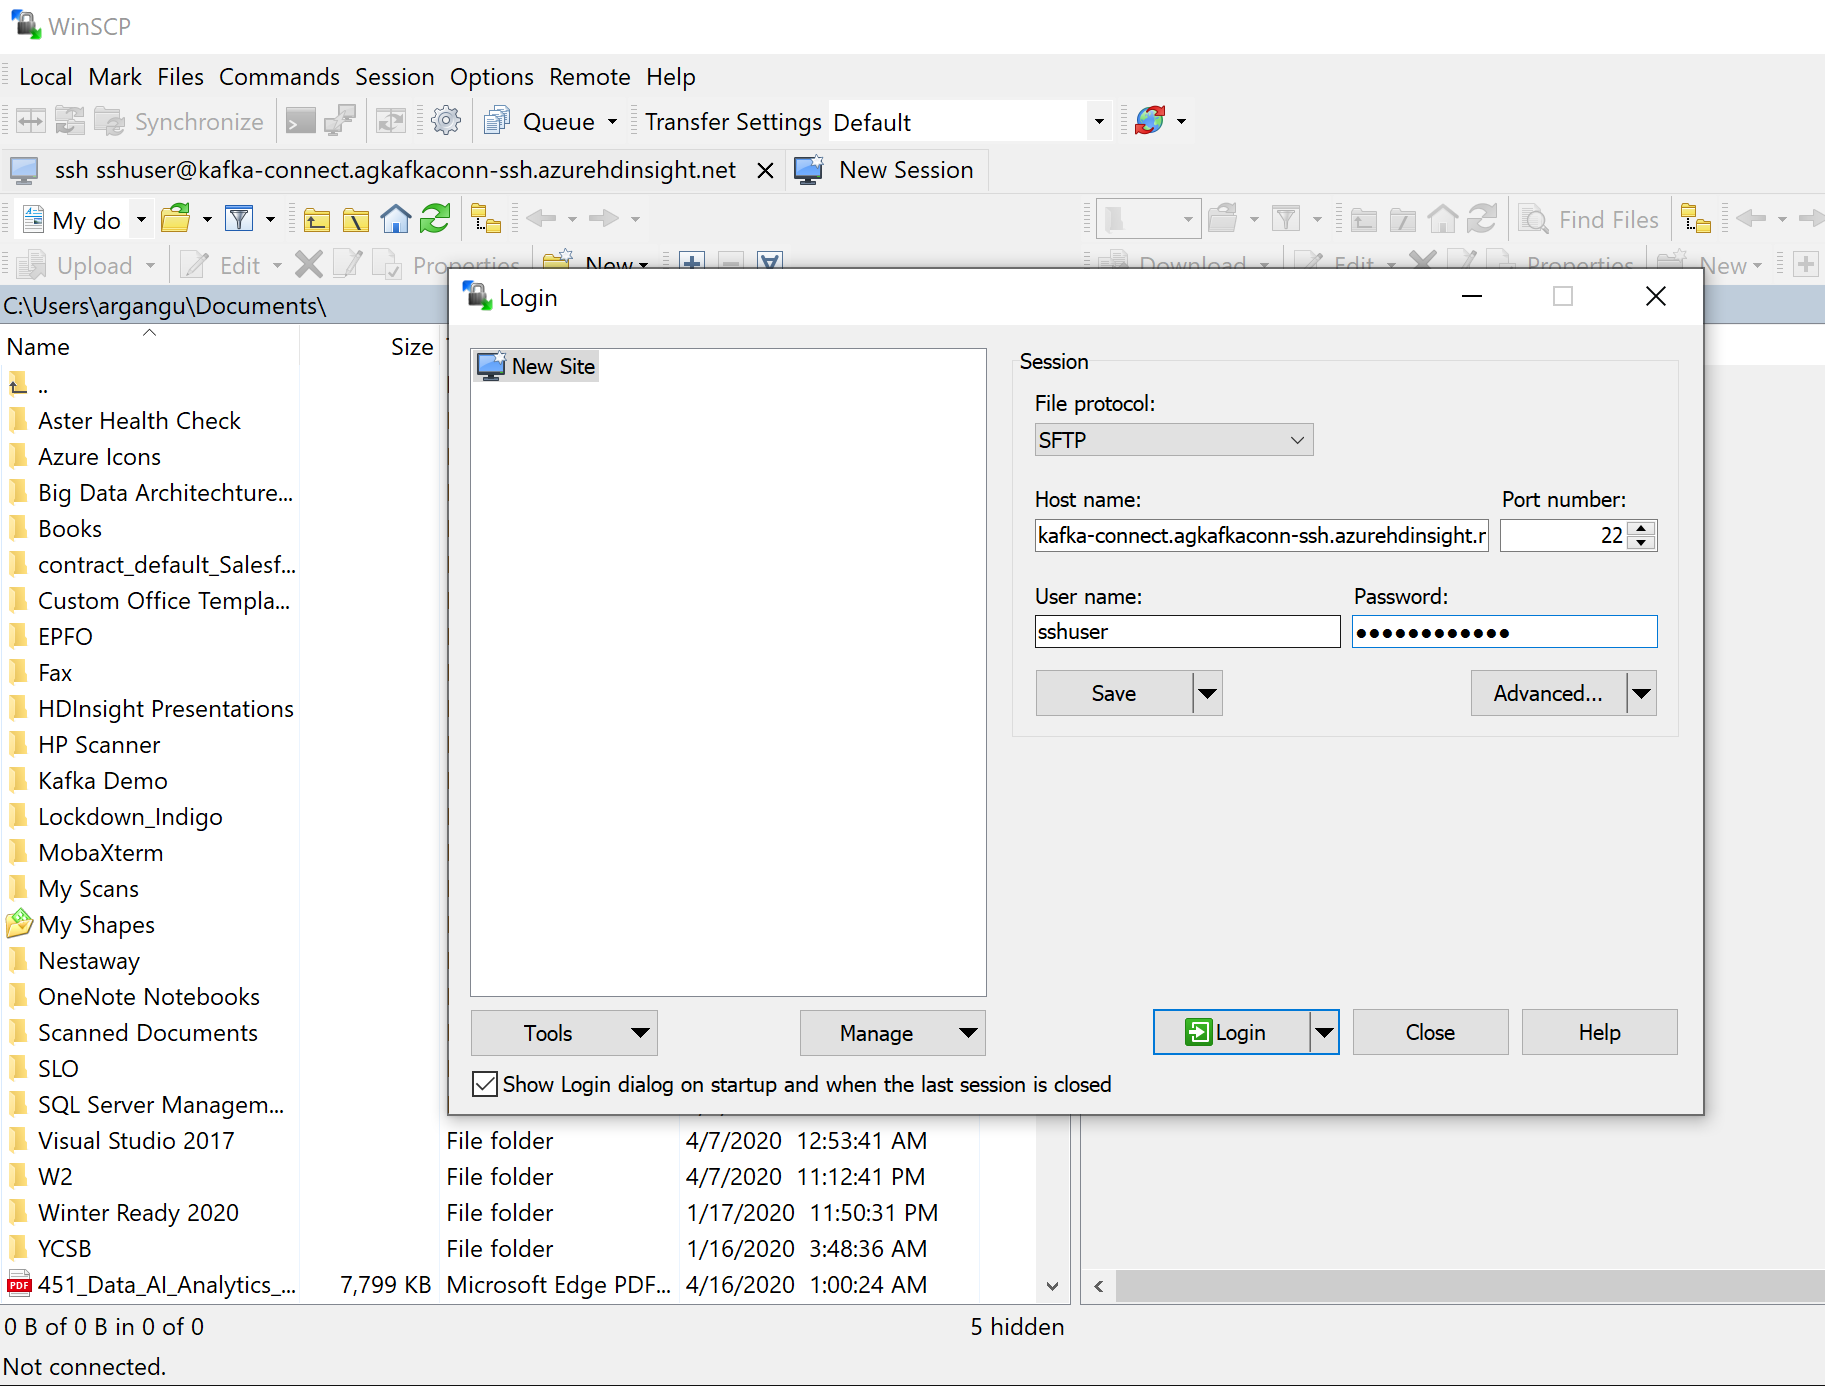 WinSCP
Local Mark Files Commands Session Options Remote Help
Synchronize Queue Transfer Settings Default
ssh sshuser@kafka-connect.agkafkaconn-ssh.azurehdinsight.net New Session
My do Find Files
Upload Edit Properties New Download Edit Properties New
C:\Users\argangu\Documents\
Name Size
..
Aster Health Check
Azure Icons
Big Data Architechture...
Books
contract_default_Salesf...
Custom Office Templa...
EPFO
Fax
HDInsight Presentations
HP Scanner
Kafka Demo
Lockdown_Indigo
MobaXterm
My Scans
My Shapes
Nestaway
OneNote Notebooks
Scanned Documents
SLO
SQL Server Managem...
Visual Studio 2017 File folder 4/7/2020 12:53:41 AM
W2 File folder 4/7/2020 11:12:41 PM
Winter Ready 2020 File folder 1/17/2020 11:50:31 PM
YCSB File folder 1/16/2020 3:48:36 AM
PDF 451_Data_AI_Analytics_... 7,799 KB Microsoft Edge PDF... 4/16/2020 1:00:24 AM
0 B of 0 B in 0 of 0 5 hidden
Not connected.
Login
New Site
Session
File protocol:
SFTP
Host name: Port number:
kafka-connect.agkafkaconn-ssh.azurehdinsight.r 22
User name: Password:
sshuser ●●●●●●●●●●●●
Save Advanced...
Tools Manage Login Close Help
Show Login dialog on startup and when the last session is closed